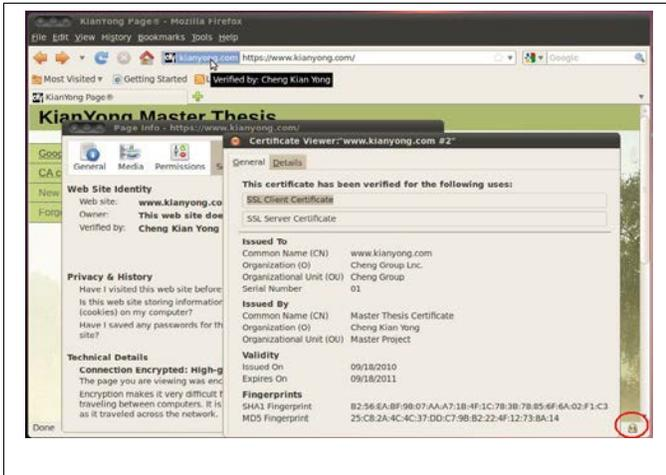 KianYong Page® - Mozilla Firefox
File Edit View History Bookmarks Tools Help
kianyong.com https://www.kianyong.com/
Google
Most Visited Getting Started
Verified by: Cheng Kian Yong
KianYong Page®
KianYong Master Thesis
Page Info - https://www.kianyong.com/
Certificate Viewer:"www.kianyong.com #2"
General Media Permissions S
General Details
Goog
CA c
New
Forg
Web Site Identity
Web site: www.kianyong.co
Owner: This web site doe
Verified by: Cheng Kian Yong
Privacy & History
Have I visited this web site before
Is this web site storing information
(cookies) on my computer?
Have I saved any passwords for th
site?
Technical Details
Connection Encrypted: High-g
The page you are viewing was enc
Encryption makes it very difficult f
traveling between computers. It is
as it traveled across the network.
This certificate has been verified for the following uses:
SSL Client Certificate
SSL Server Certificate
Issued To
Common Name (CN) www.kianyong.com
Organization (O) Cheng Group Lnc.
Organizational Unit (OU) Cheng Group
Serial Number 01
Issued By
Common Name (CN) Master Thesis Certificate
Organization (O) Cheng Kian Yong
Organizational Unit (OU) Master Project
Validity
Issued On 09/18/2010
Expires On 09/18/2011
Fingerprints
SHA1 Fingerprint B2:56:EA:BF:98:07:AA:A7:1B:4F:1C:78:3B:78:85:6F:6A:02:F1:C3
MD5 Fingerprint 25:C8:2A:4C:4C:37:DD:C7:9B:B2:22:4F:12:73:8A:14
Done